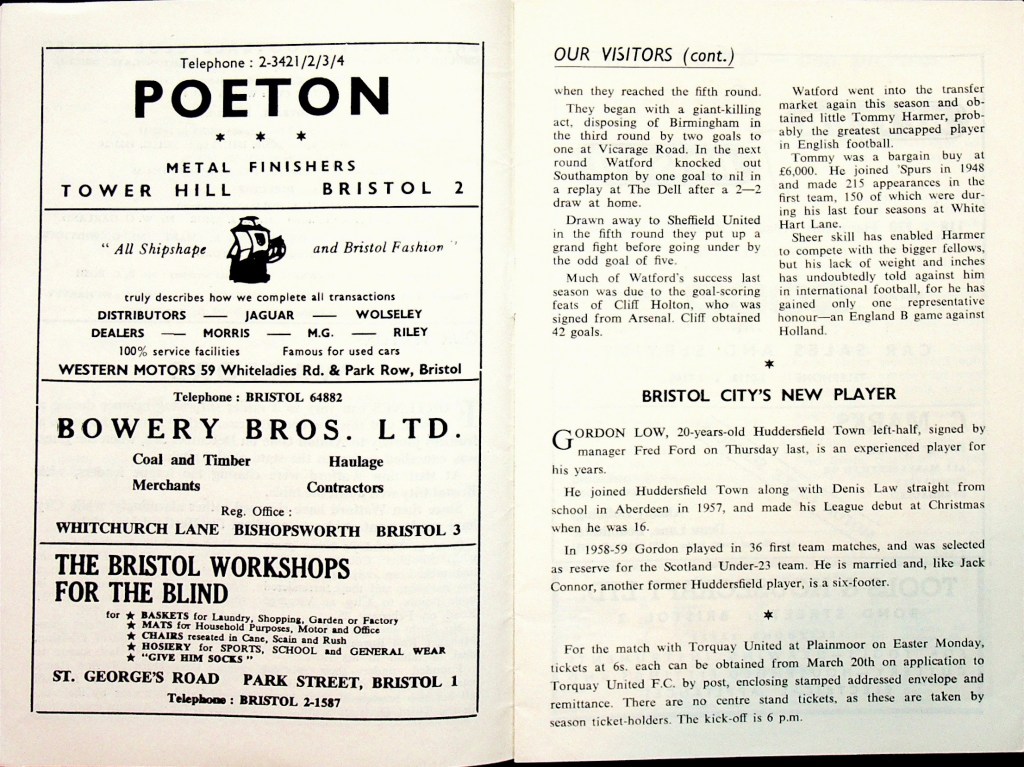 Telephone : 2-3421/2/3/4
POETON
★ ★ ★
METAL FINISHERS
TOWER HILL BRISTOL 2
" All Shipshape and Bristol Fashion "
truly describes how we complete all transactions
DISTRIBUTORS — JAGUAR — WOLSELEY
DEALERS — MORRIS — M.G. — RILEY
100% service facilities Famous for used cars
WESTERN MOTORS 59 Whiteladies Rd. & Park Row, Bristol
Telephone : BRISTOL 64882
BOWERY BROS. LTD.
Coal and Timber Haulage
Merchants Contractors
Reg. Office :
WHITCHURCH LANE BISHOPSWORTH BRISTOL 3
THE BRISTOL WORKSHOPS
FOR THE BLIND
for ★ BASKETS for Laundry, Shopping, Garden or Factory
★ MATS for Household Purposes, Motor and Office
★ CHAIRS reseated in Cane, Scain and Rush
★ HOSIERY for SPORTS, SCHOOL and GENERAL WEAR
★ "GIVE HIM SOCKS"
ST. GEORGE'S ROAD PARK STREET, BRISTOL 1
Telephone : BRISTOL 2-1587
OUR VISITORS (cont.)
when they reached the fifth round.
They began with a giant-killing
act, disposing of Birmingham in
the third round by two goals to
one at Vicarage Road. In the next
round Watford knocked out
Southampton by one goal to nil in
a replay at The Dell after a 2—2
draw at home.
Drawn away to Sheffield United
in the fifth round they put up a
grand fight before going under by
the odd goal of five.
Much of Watford's success last
season was due to the goal-scoring
feats of Cliff Holton, who was
signed from Arsenal. Cliff obtained
42 goals.
Watford went into the transfer
market again this season and ob-
tained little Tommy Harmer, prob-
ably the greatest uncapped player
in English football.
Tommy was a bargain buy at
£6,000. He joined 'Spurs in 1948
and made 215 appearances in the
first team, 150 of which were dur-
ing his last four seasons at White
Hart Lane.
Sheer skill has enabled Harmer
to compete with the bigger fellows,
but his lack of weight and inches
has undoubtedly told against him
in international football, for he has
gained only one representative
honour—an England B game against
Holland.
★
BRISTOL CITY'S NEW PLAYER
GORDON LOW, 20-years-old Huddersfield Town left-half, signed by
manager Fred Ford on Thursday last, is an experienced player for
his years.
He joined Huddersfield Town along with Denis Law straight from
school in Aberdeen in 1957, and made his League debut at Christmas
when he was 16.
In 1958-59 Gordon played in 36 first team matches, and was selected
as reserve for the Scotland Under-23 team. He is married and, like Jack
Connor, another former Huddersfield player, is a six-footer.
★
For the match with Torquay United at Plainmoor on Easter Monday,
tickets at 6s. each can be obtained from March 20th on application to
Torquay United F.C. by post, enclosing stamped addressed envelope and
remittance. There are no centre stand tickets, as these are taken by
season ticket-holders. The kick-off is 6 p.m.